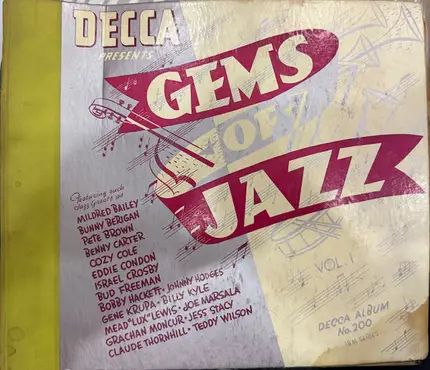 DECCA
PRESENTS
GEMS
OF
JAZZ
VOL. 1
featuring such
Jazz Greats as
MILDRED BAILEY
BUNNY BERIGAN
PETE BROWN
BENNY CARTER
COZY COLE
EDDIE CONDON
ISRAEL CROSBY
BUD FREEMAN
BOBBY HACKETT · JOHNNY HODGES
GENE KRUPA · BILLY KYLE
MEAD "LUX" LEWIS · JOE MARSALA
GRACHAN MONCUR · JESS STACY
CLAUDE THORNHILL · TEDDY WILSON
DECCA ALBUM
No. 200